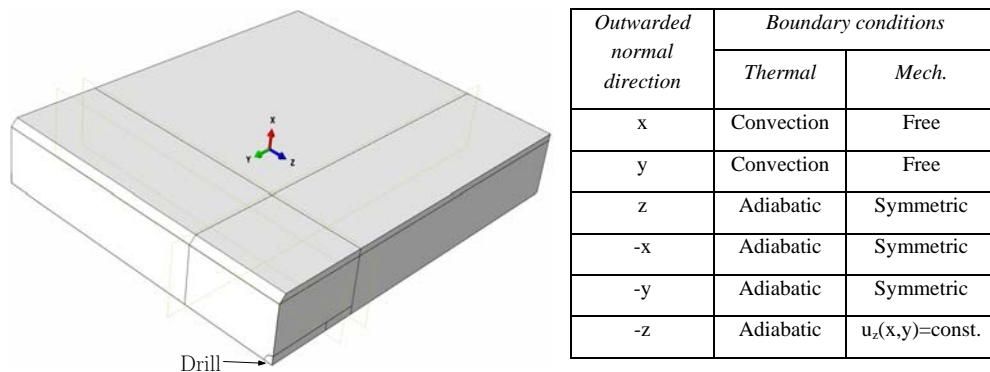 x
Y
z
Drill
Outwarded normal direction
Boundary conditions
Thermal
Mech.
x
Convection
Free
y
Convection
Free
z
Adiabatic
Symmetric
-x
Adiabatic
Symmetric
-y
Adiabatic
Symmetric
-z
Adiabatic
u_z(x,y)=const.